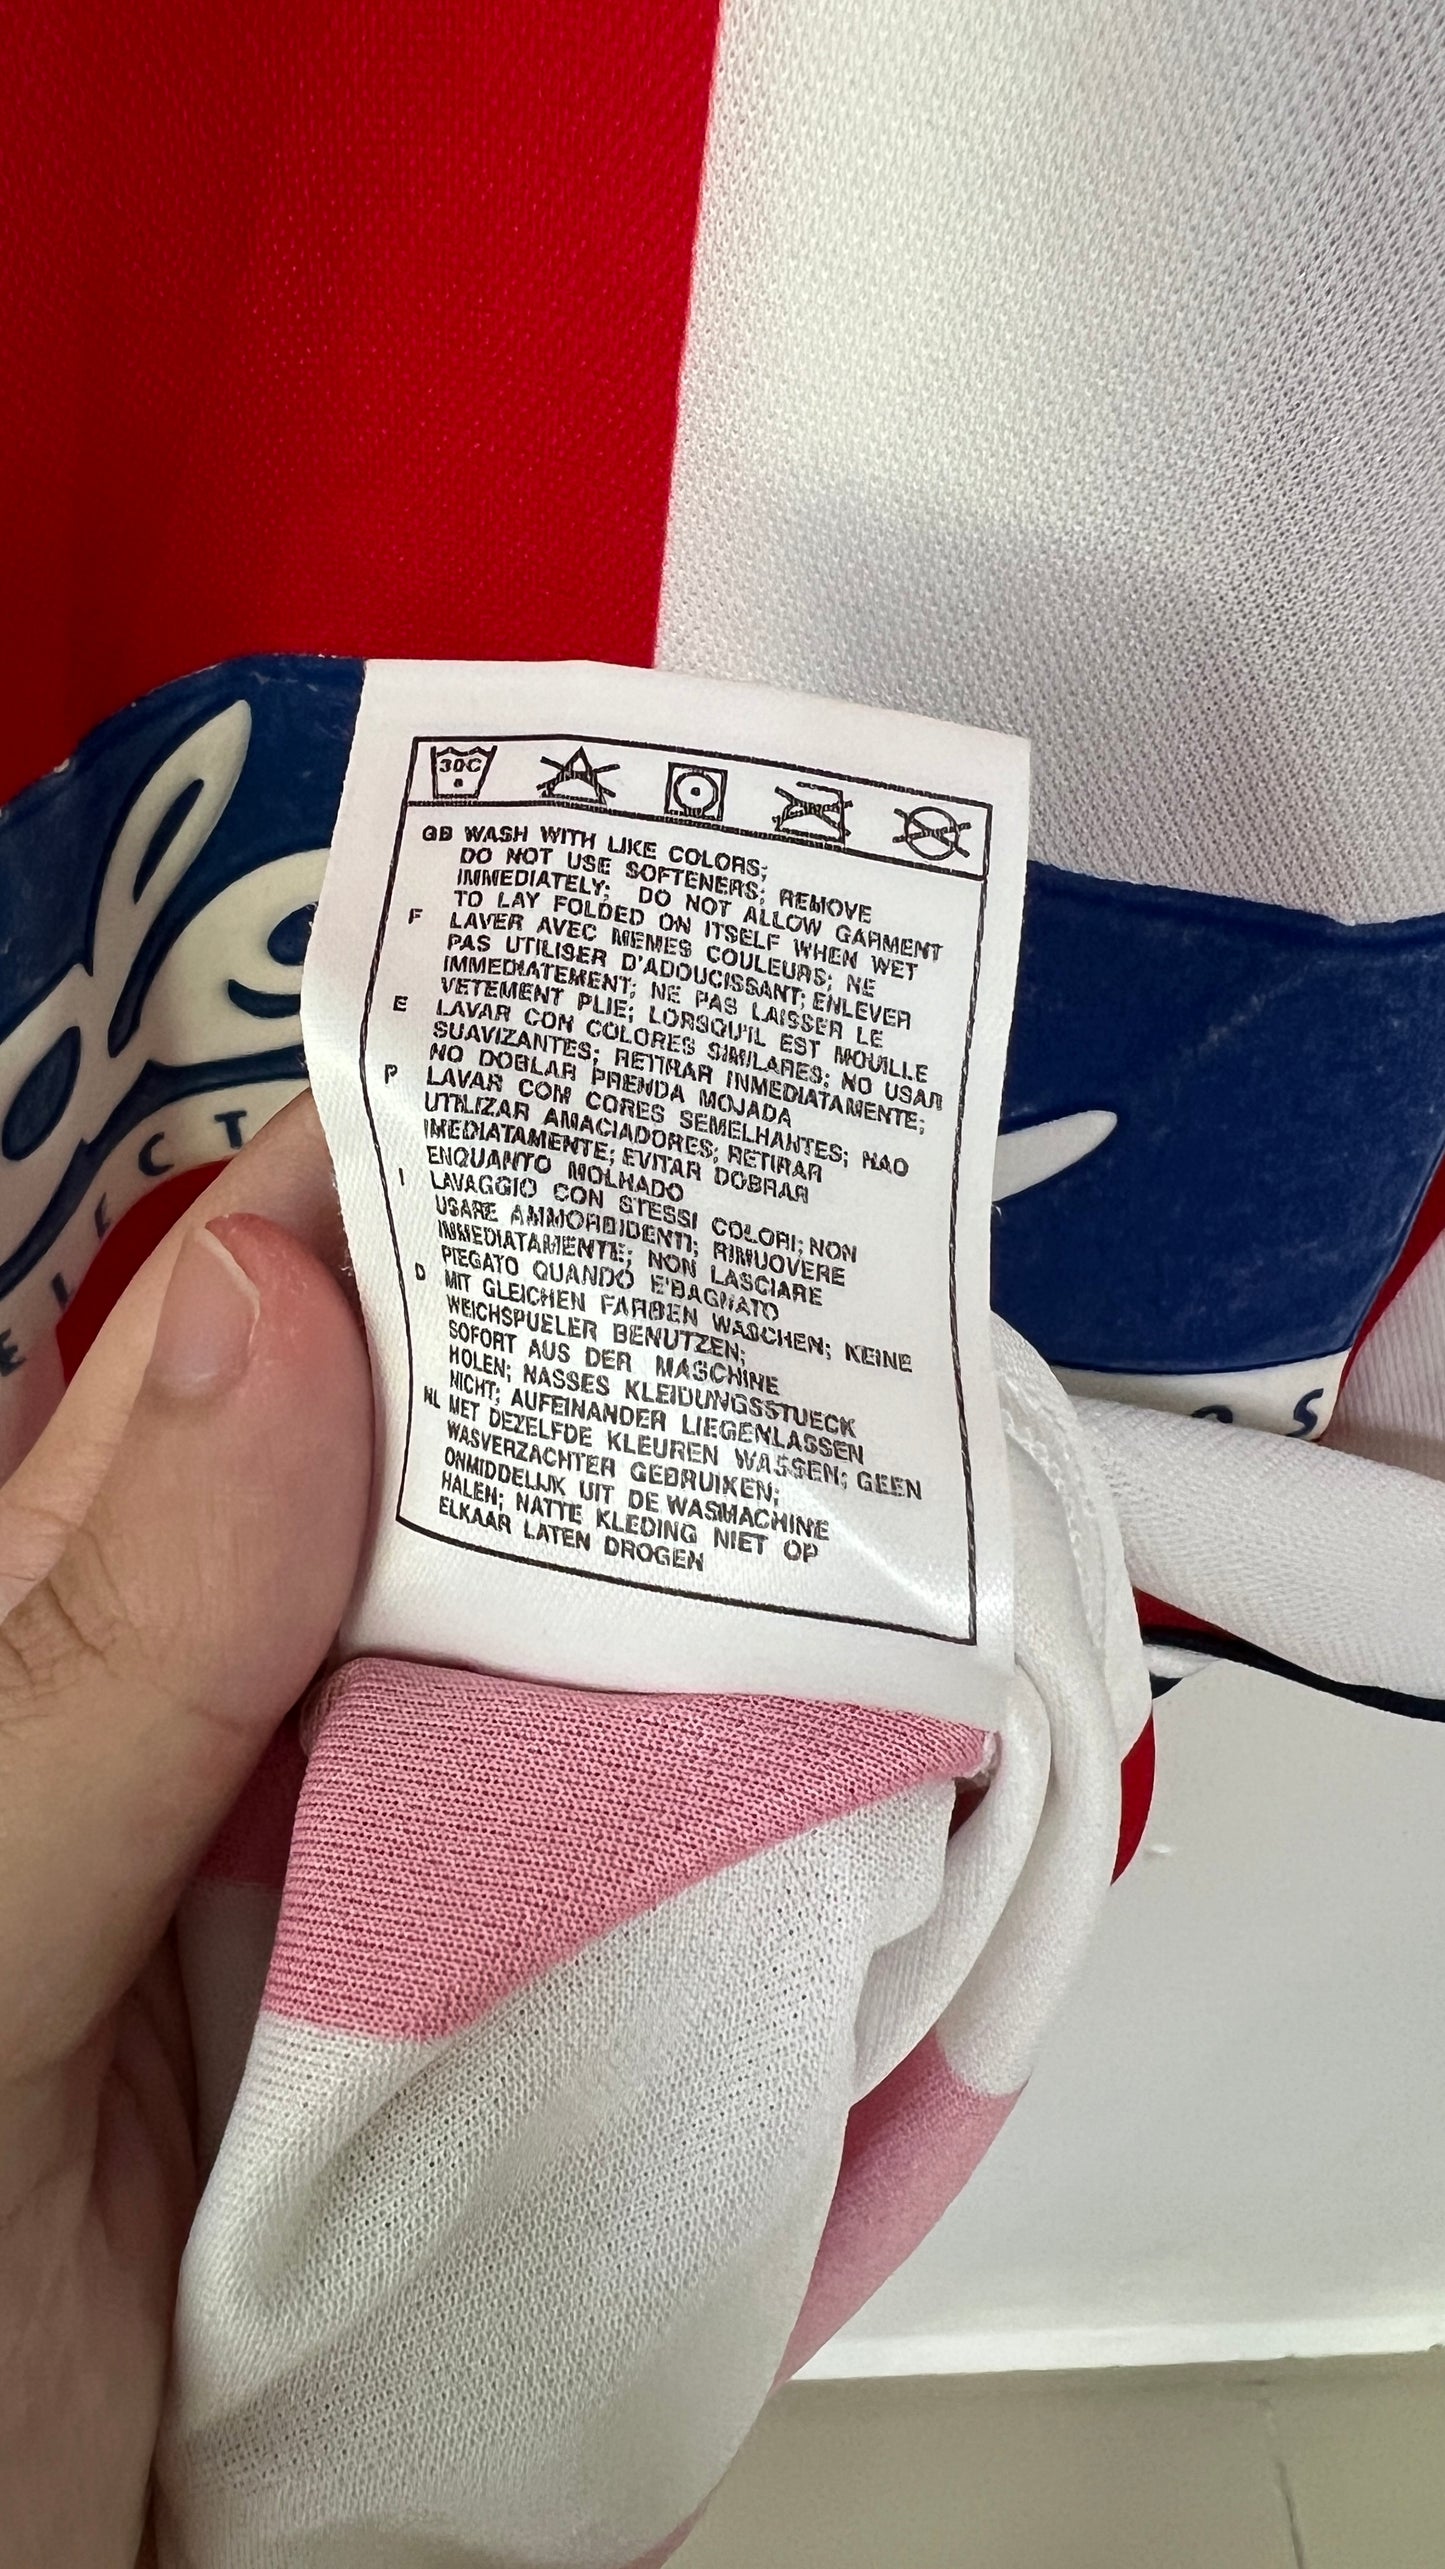 30C
GB WASH WITH LIKE COLORS;
DO NOT USE SOFTENERS; REMOVE
IMMEDIATELY; DO NOT ALLOW GARMENT
TO LAY FOLDED ON ITSELF WHEN WET
F LAVER AVEC MEMES COULEURS; NE
PAS UTILISER D'ADOUCISSANT; ENLEVER
IMMEDIATEMENT; NE PAS LAISSER LE
VETEMENT PLIE; LORSQU'IL EST MOUILLE
E LAVAR CON COLORES SIMILARES; NO USAR
SUAVIZANTES; RETIRAR INMEDIATAMENTE;
NO DOBLAR PRENDA MOJADA
P LAVAR COM CORES SEMELHANTES; NAO
UTILIZAR AMACIADORES; RETIRAR
IMEDIATAMENTE; EVITAR DOBRAR
ENQUANTO MOLHADO
I LAVAGGIO CON STESSI COLORI; NON
USARE AMMORBIDENTI; RIMUOVERE
IMMEDIATAMENTE; NON LASCIARE
PIEGATO QUANDO E'BAGNATO
D MIT GLEICHEN FARBEN WASCHEN; KEINE
WEICHSPUELER BENUTZEN;
SOFORT AUS DER MASCHINE
HOLEN; NASSES KLEIDUNGSSTUECK
NICHT; AUFEINANDER LIEGENLASSEN
NL MET DEZELFDE KLEUREN WASSEN; GEEN
WASVERZACHTER GEBRUIKEN;
ONMIDDELIJK UIT DE WASMACHINE
HALEN; NATTE KLEDING NIET OP
ELKAAR LATEN DROGEN